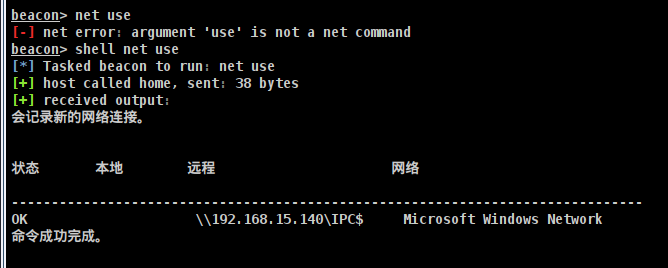 beacon> net use
[-] net error: argument 'use' is not a net command
beacon> shell net use
[*] Tasked beacon to run: net use
[+] host called home, sent: 38 bytes
[+] received output:
会记录新的网络连接。
状态 本地 远程 网络
-------------------------------------------------------------------------------
OK \\192.168.15.140\IPC$ Microsoft Windows Network
命令成功完成。